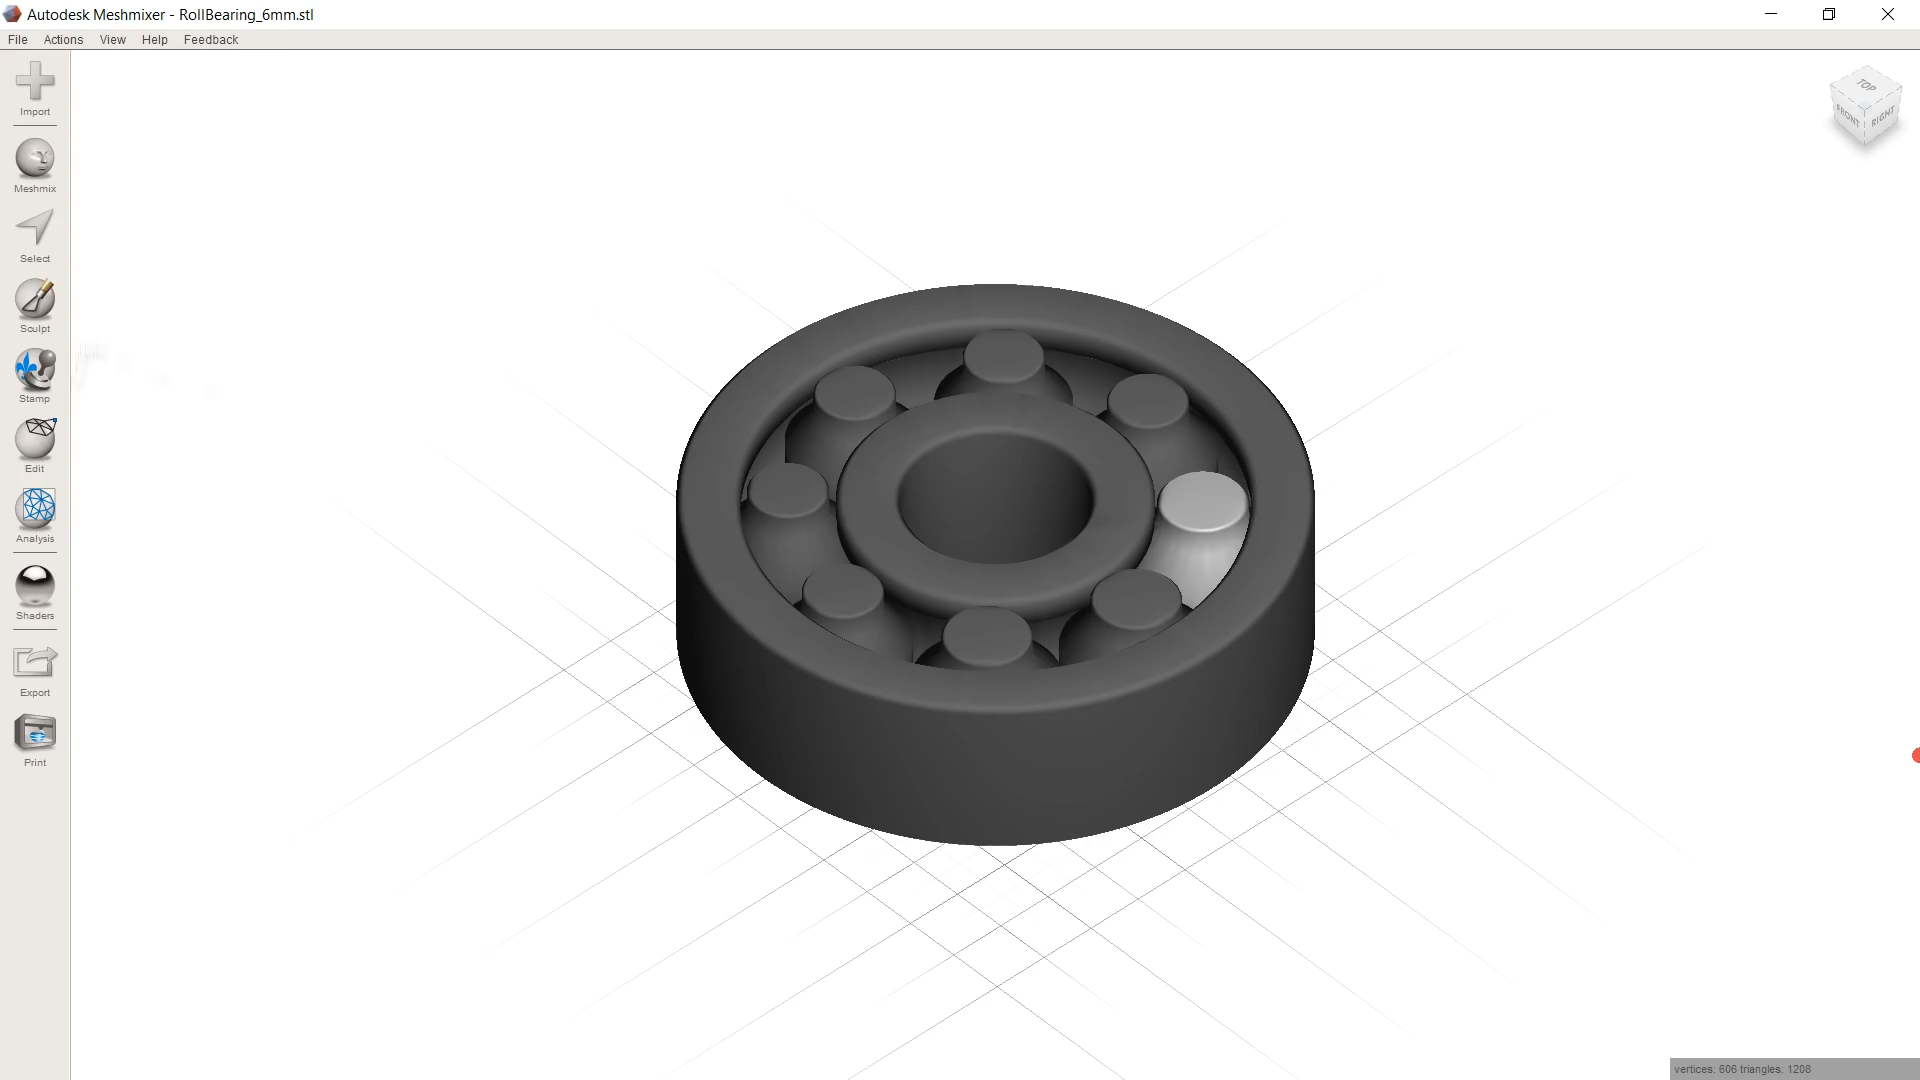 Autodesk Meshmixer - RollBearing_6mm.stl
File Actions View Help Feedback
Import
Meshmix
Select
Sculpt
Stamp
Edit
Analysis
Shaders
Export
Print
TOP
FRONT
RIGHT
vertices: 606 triangles: 1208